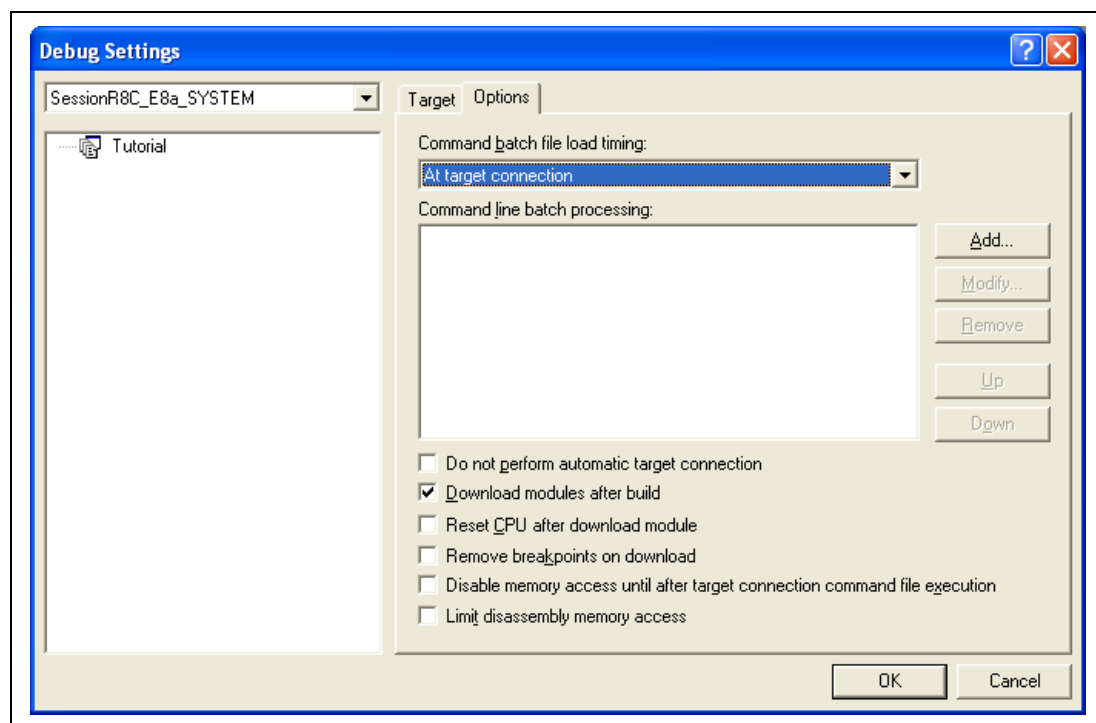 Debug Settings
SessionR8C_E8a_SYSTEM
Tutorial
Target Options
Command batch file load timing:
At target connection
Command line batch processing:
Add...
Modify...
Remove
Up
Down
Do not perform automatic target connection
Download modules after build
Reset CPU after download module
Remove breakpoints on download
Disable memory access until after target connection command file execution
Limit disassembly memory access
OK Cancel